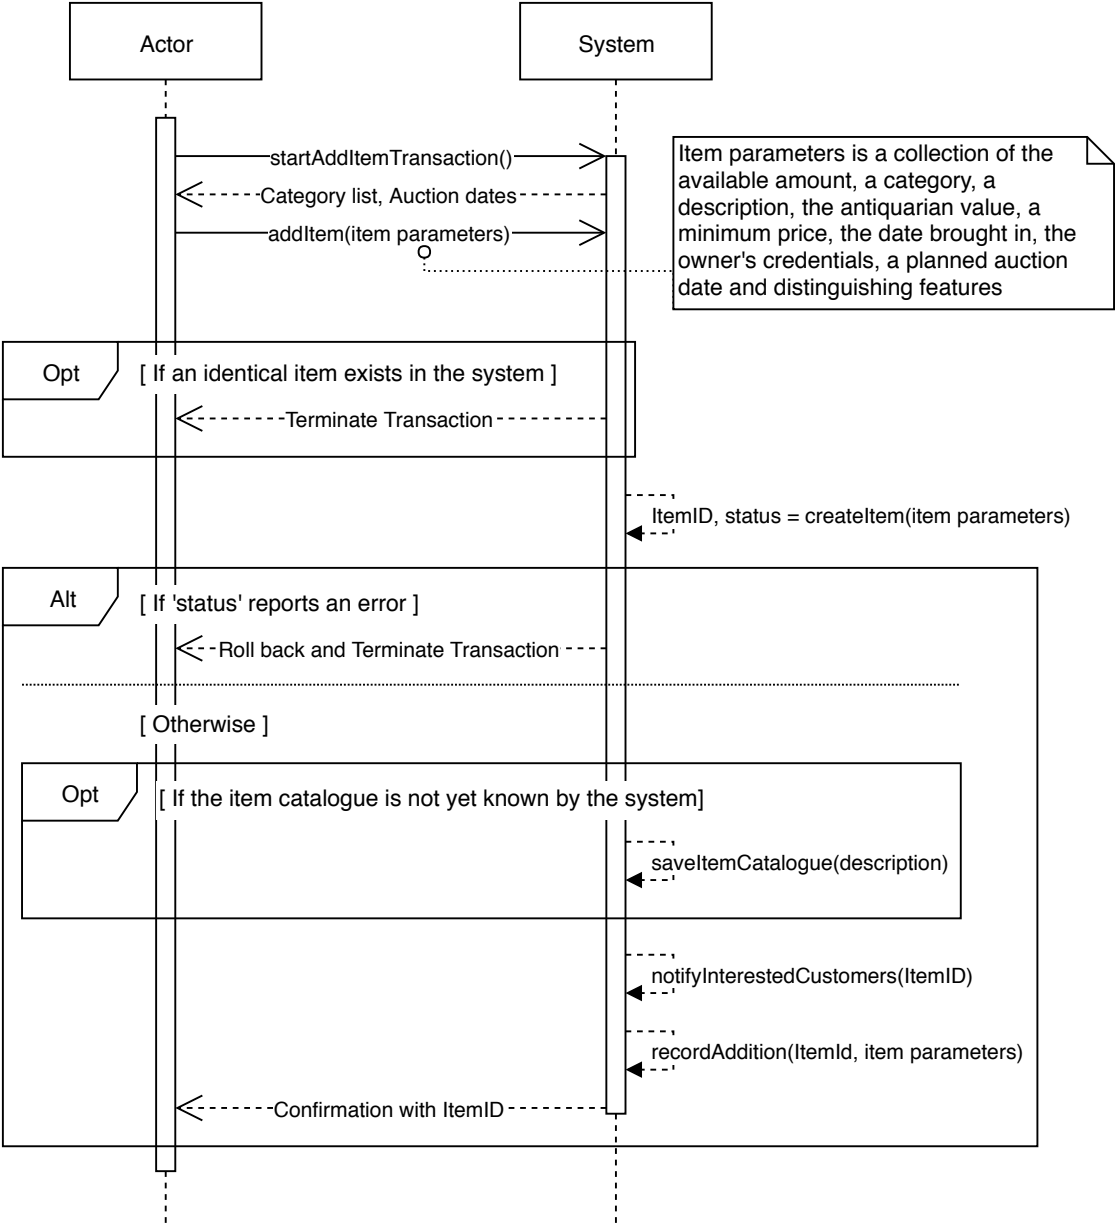 Actor
System
startAddItemTransaction()
Item parameters is a collection of the
available amount, a category, a
description, the antiquarian value, a
minimum price, the date brought in, the
owner's credentials, a planned auction
date and distinguishing features
Category list, Auction dates
addItem(item parameters)
Opt
[ If an identical item exists in the system ]
Terminate Transaction
ItemID, status = createItem(item parameters)
Alt
[ If 'status' reports an error ]
Roll back and Terminate Transaction
[ Otherwise ]
Opt
[ If the item catalogue is not yet known by the system]
saveItemCatalogue(description)
notifyInterestedCustomers(ItemID)
recordAddition(ItemId, item parameters)
Confirmation with ItemID